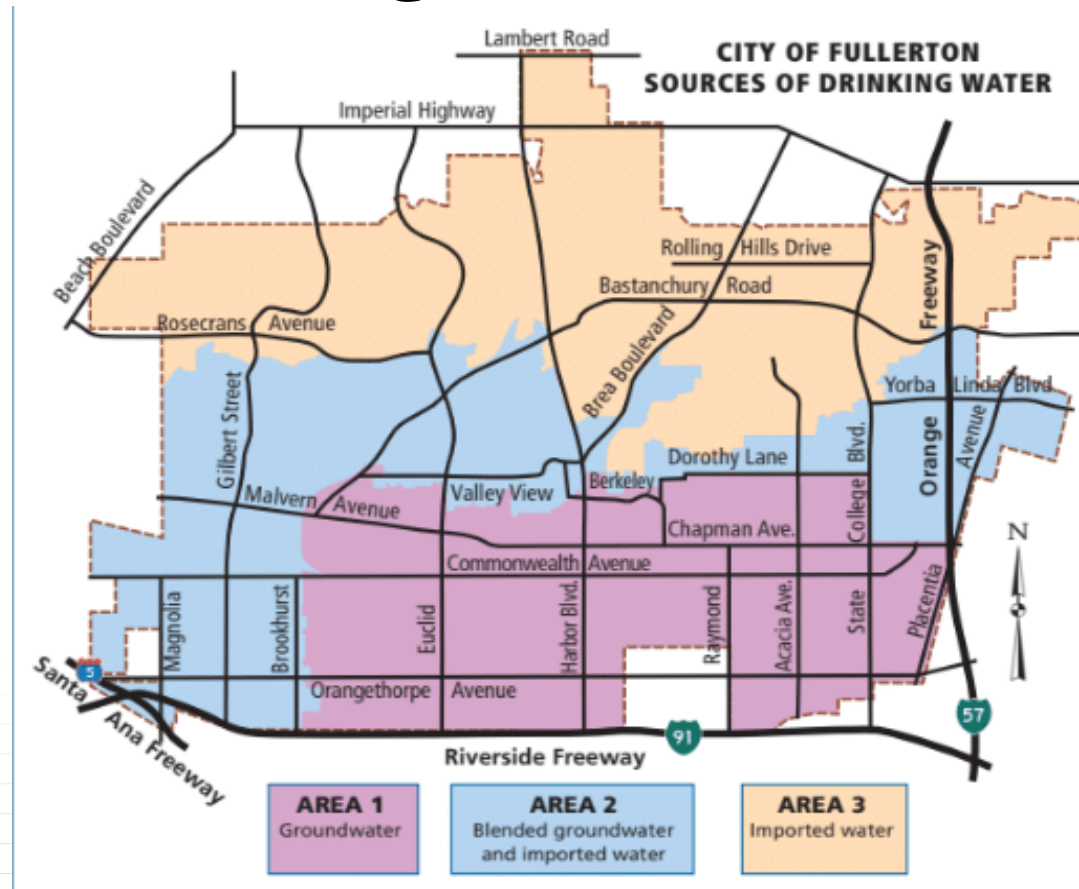 Lambert Road
CITY OF FULLERTON
SOURCES OF DRINKING WATER
Imperial Highway
Beach Boulevard
Rolling Hills Drive
Freeway
Bastanchury Road
Rosecrans Avenue
Brea Boulevard
Gilbert Street
Yorba Linda Blvd
Orange
Avenue
Dorothy Lane
Blvd.
Valley View
Berkeley
Malvern Avenue
College
Chapman Ave.
N
Commonwealth Avenue
Magnolia
Brookhurst
Euclid
Harbor Blvd.
Raymond
Acacia Ave.
State
Placentia
5
Santa Ana Freeway
Orangethorpe Avenue
57
91
Riverside Freeway
AREA 1
Groundwater
AREA 2
Blended groundwater
and imported water
AREA 3
Imported water